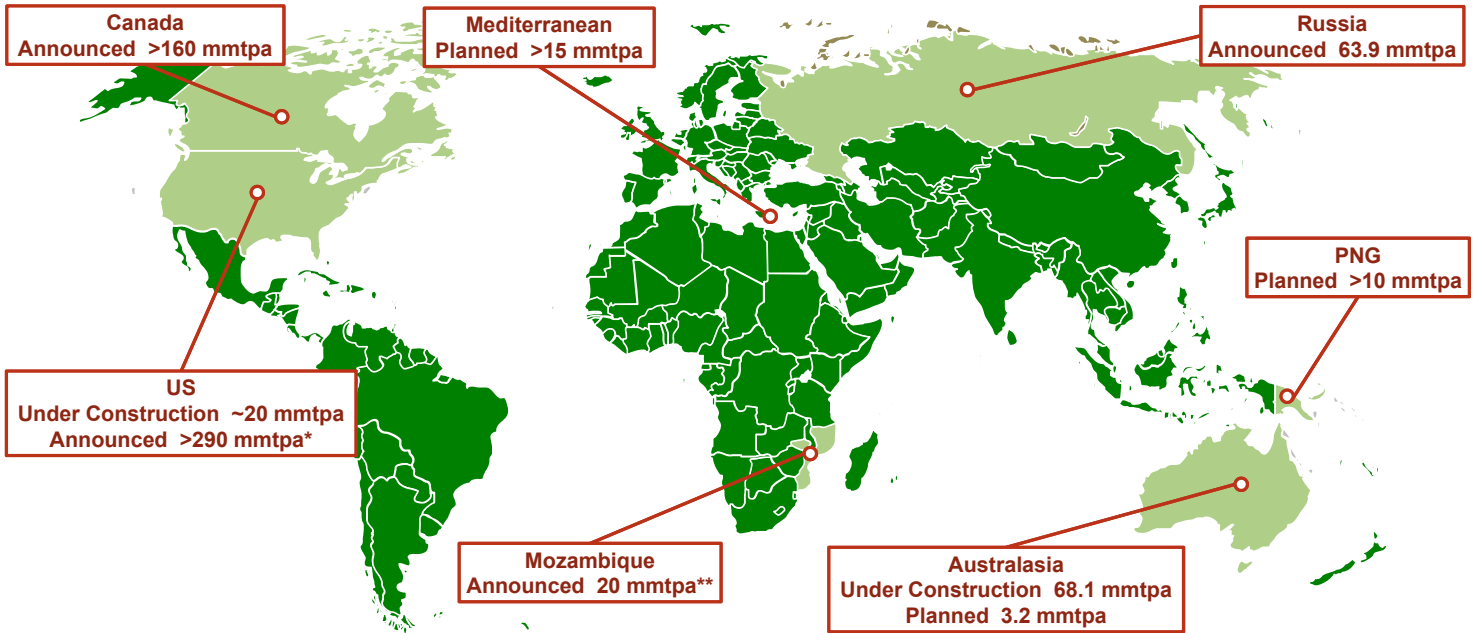 Canada
Announced >160 mmtpa
Mediterranean
Planned >15 mmtpa
Russia
Announced 63.9 mmtpa
PNG
Planned >10 mmtpa
US
Under Construction ~20 mmtpa
Announced >290 mmtpa*
Mozambique
Announced 20 mmtpa**
Australasia
Under Construction 68.1 mmtpa
Planned 3.2 mmtpa